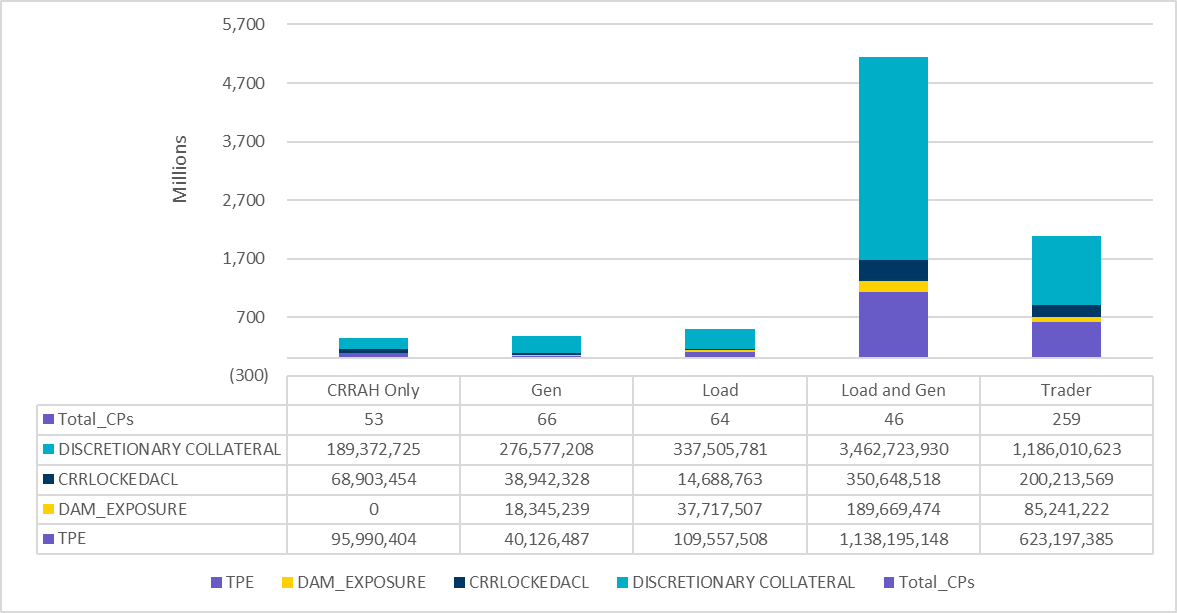 5,700
4,700
3,700
2,700
1,700
700
(300)
Millions
CRRAH Only Gen Load Load and Gen Trader
Total_CPs 53 66 64 46 259
DISCRETIONARY COLLATERAL 189,372,725 276,577,208 337,505,781 3,462,723,930 1,186,010,623
CRRLOCKEDACL 68,903,454 38,942,328 14,688,763 350,648,518 200,213,569
DAM_EXPOSURE 0 18,345,239 37,717,507 189,669,474 85,241,222
TPE 95,990,404 40,126,487 109,557,508 1,138,195,148 623,197,385
TPE DAM_EXPOSURE CRRLOCKEDACL DISCRETIONARY COLLATERAL Total_CPs